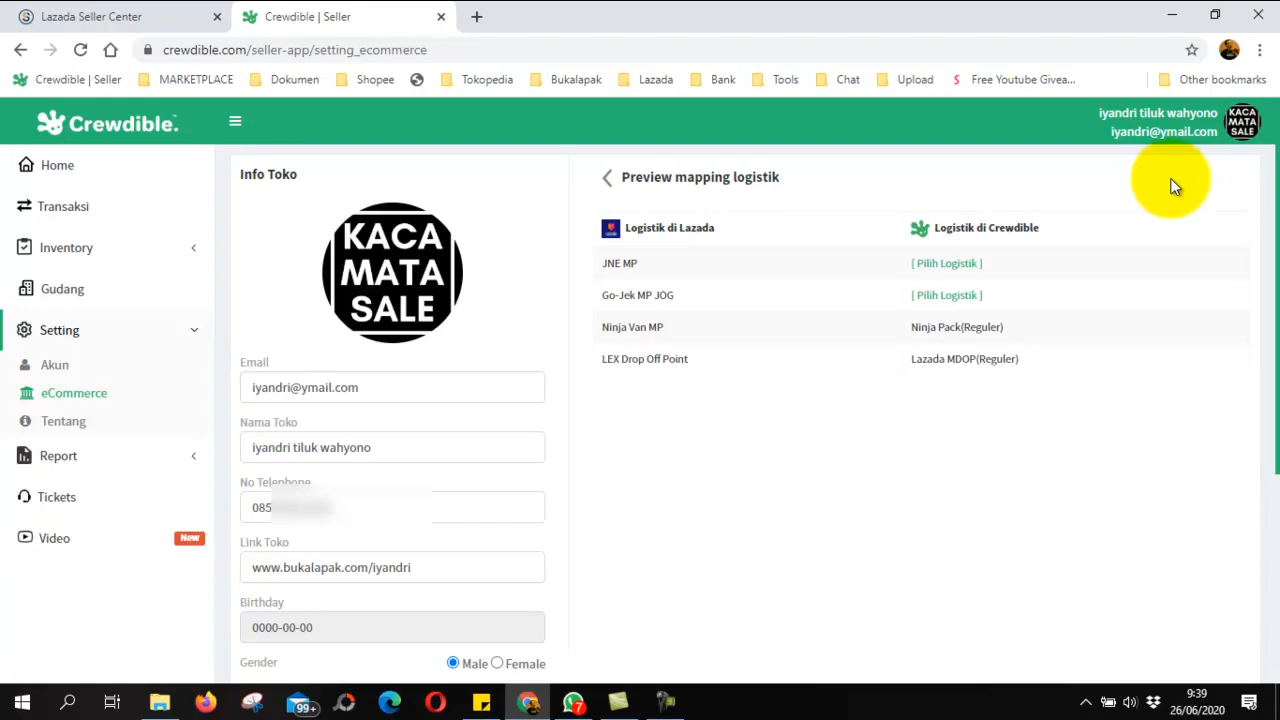 Lazada Seller Center
Crewdible | Seller
crewdible.com/seller-app/setting_ecommerce
Crewdible | Seller
MARKETPLACE
Dokumen
Shopee
Tokopedia
Bukalapak
Lazada
Bank
Tools
Chat
Upload
Free Youtube Givea...
Other bookmarks
Crewdible.
iyandri tiluk wahyono
iyandri@ymail.com
KACA
MATA
SALE
Home
Transaksi
Inventory
Gudang
Setting
Akun
eCommerce
Tentang
Report
Tickets
Video
New
Info Toko
KACA
MATA
SALE
Email
iyandri@ymail.com
Nama Toko
iyandri tiluk wahyono
No Telephone
085
Link Toko
www.bukalapak.com/iyandri
Birthday
0000-00-00
Gender
Male
Female
Preview mapping logistik
Logistik di Lazada
Logistik di Crewdible
JNE MP
[ Pilih Logistik ]
Go-Jek MP JOG
[ Pilih Logistik ]
Ninja Van MP
Ninja Pack(Reguler)
LEX Drop Off Point
Lazada MDOP(Reguler)
99+
7
9:39
26/06/2020